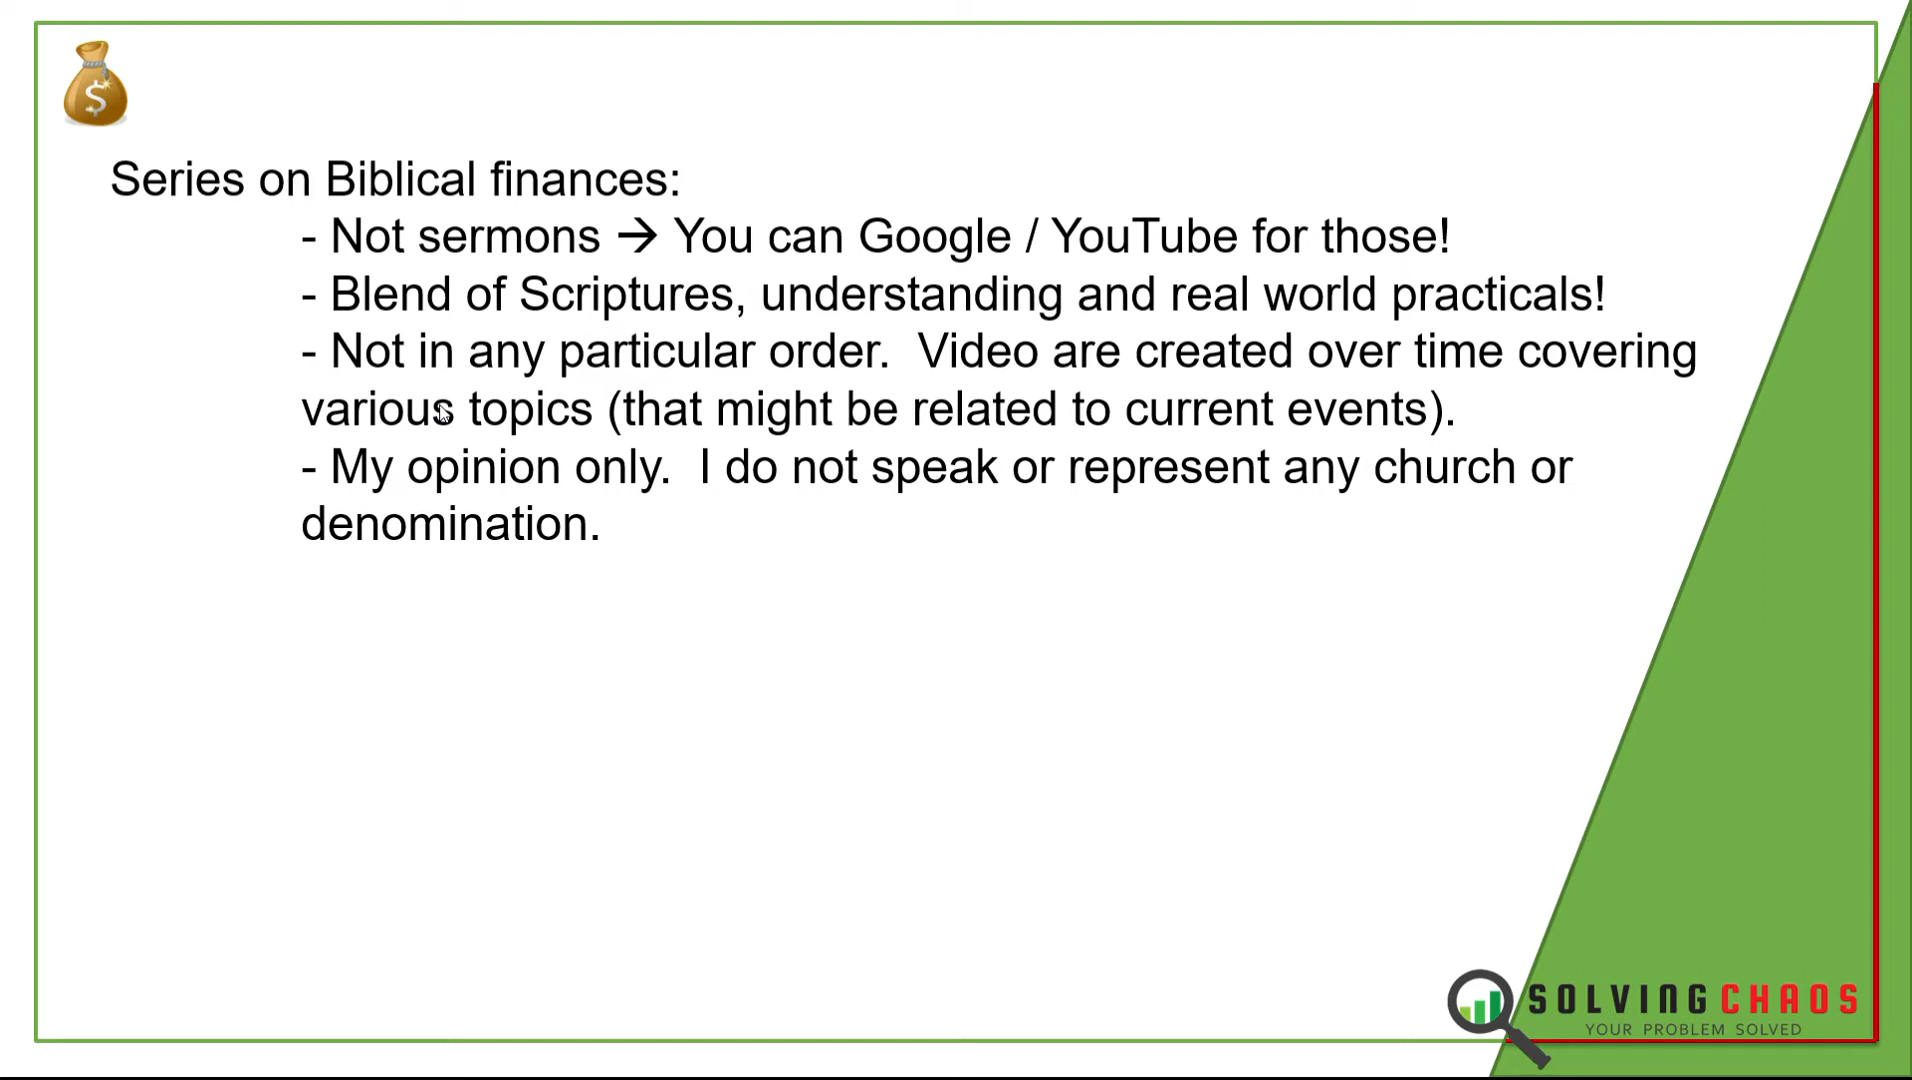 $
Series on Biblical finances:
- Not sermons → You can Google / YouTube for those!
- Blend of Scriptures, understanding and real world practicals!
- Not in any particular order.  Video are created over time covering
various topics (that might be related to current events).
- My opinion only.  I do not speak or represent any church or
denomination.
SOLVING CHAOS
YOUR PROBLEM SOLVED